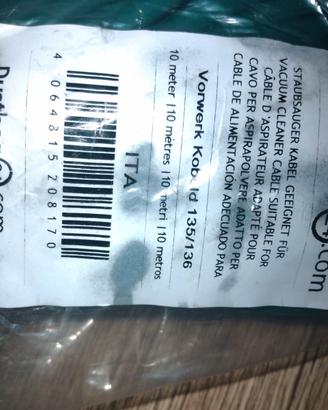 .com
STAUBSAUGER KABEL GEEIGNET FÜR
VACUUM CLEANER CABLE SUITABLE FOR
CÂBLE D'ASPIRATEUR ADAPTÉ POUR
CAVO PER ASPIRAPOLVERE ADATTO PER
CABLE DE ALIMENTACIÓN ADECUADO PARA
Vorwerk Kobold 135/136
10 meter | 10 mètres | 10 metri | 10 metros
ITA
4 064315 208170
.com